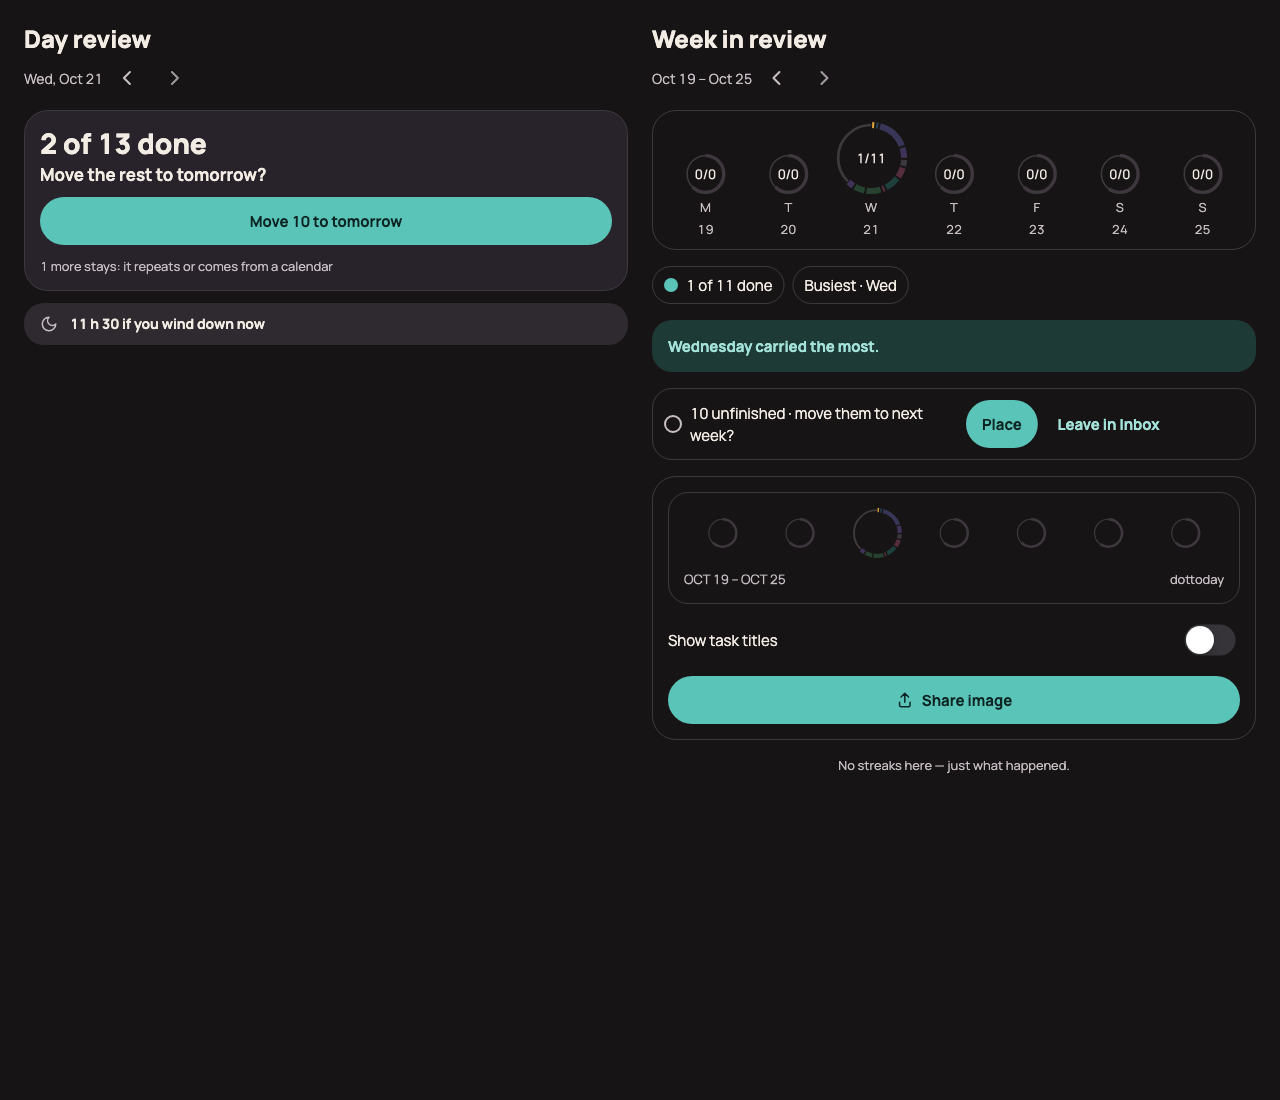 Day review
Wed, Oct 21
2 of 13 done
Move the rest to tomorrow?
Move 10 to tomorrow
1 more stays: it repeats or comes from a calendar
11 h 30 if you wind down now
Week in review
Oct 19 – Oct 25
0/0 0/0 1/11 0/0 0/0 0/0 0/0
M T W T F S S
19 20 21 22 23 24 25
1 of 11 done
Busiest · Wed
Wednesday carried the most.
10 unfinished · move them to next
week?
Place
Leave in Inbox
OCT 19 – OCT 25
dottoday
Show task titles
Share image
No streaks here — just what happened.